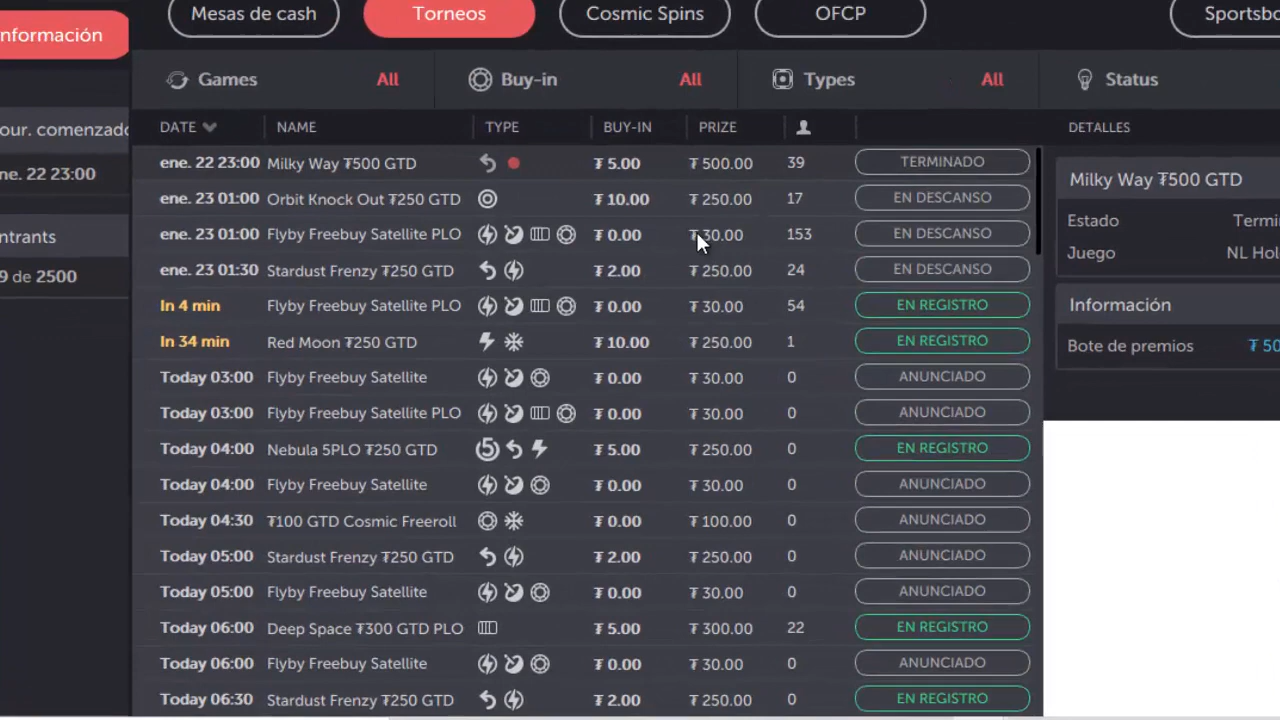 Mesas de cash Torneos Cosmic Spins OFCP
nformación
Games All Buy-in All Types All Status
our. comenzado
ne. 22 23:00
ntrants
9 de 2500
DATE NAME TYPE BUY-IN PRIZE
ene. 22 23:00 Milky Way ₮500 GTD ₮ 5.00 ₮ 500.00 39 TERMINADO
ene. 23 01:00 Orbit Knock Out ₮250 GTD ₮ 10.00 ₮ 250.00 17 EN DESCANSO
ene. 23 01:00 Flyby Freebuy Satellite PLO ₮ 0.00 ₮ 30.00 153 EN DESCANSO
ene. 23 01:30 Stardust Frenzy ₮250 GTD ₮ 2.00 ₮ 250.00 24 EN DESCANSO
In 4 min Flyby Freebuy Satellite PLO ₮ 0.00 ₮ 30.00 54 EN REGISTRO
In 34 min Red Moon ₮250 GTD ₮ 10.00 ₮ 250.00 1 EN REGISTRO
Today 03:00 Flyby Freebuy Satellite ₮ 0.00 ₮ 30.00 0 ANUNCIADO
Today 03:00 Flyby Freebuy Satellite PLO ₮ 0.00 ₮ 30.00 0 ANUNCIADO
Today 04:00 Nebula 5PLO ₮250 GTD 5 ₮ 5.00 ₮ 250.00 0 EN REGISTRO
Today 04:00 Flyby Freebuy Satellite ₮ 0.00 ₮ 30.00 0 ANUNCIADO
Today 04:30 ₮100 GTD Cosmic Freeroll ₮ 0.00 ₮ 100.00 0 ANUNCIADO
Today 05:00 Stardust Frenzy ₮250 GTD ₮ 2.00 ₮ 250.00 0 ANUNCIADO
Today 05:00 Flyby Freebuy Satellite ₮ 0.00 ₮ 30.00 0 ANUNCIADO
Today 06:00 Deep Space ₮300 GTD PLO ₮ 5.00 ₮ 300.00 22 EN REGISTRO
Today 06:00 Flyby Freebuy Satellite ₮ 0.00 ₮ 30.00 0 ANUNCIADO
Today 06:30 Stardust Frenzy ₮250 GTD ₮ 2.00 ₮ 250.00 0 EN REGISTRO
Sportsbo
DETALLES
Milky Way ₮500 GTD
Estado Termi
Juego NL Hol
Información
Bote de premios ₮ 50